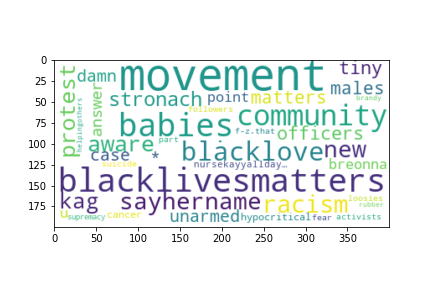 0
25
50
75
100
125
150
175
movement tiny
damn males
protest helpingothers answer stronach point matters brandy
followers
babies community
f-z.that officers
aware part
case * blacklove new
suicide nursekayyallday… breonna
blacklivesmatters
kag sayhername racism loosies
rubber
u supremacy cancer unarmed hypocritical fear activists
0 50 100 150 200 250 300 350